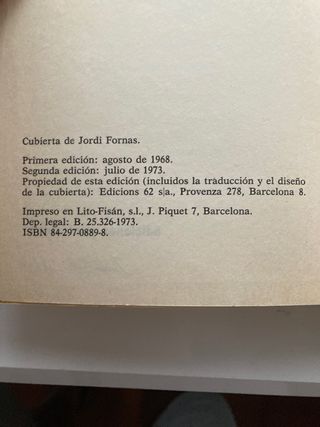 Cubierta de Jordi Fornas.
Primera edición: agosto de 1968.
Segunda edición: julio de 1973.
Propiedad de esta edición (incluidos la traducción y el diseño
de la cubierta): Edicions 62 s|a., Provenza 278, Barcelona 8.
Impreso en Lito-Fisán, s.l., J. Piquet 7, Barcelona.
Dep. legal: B. 25.326-1973.
ISBN 84-297-0889-8.